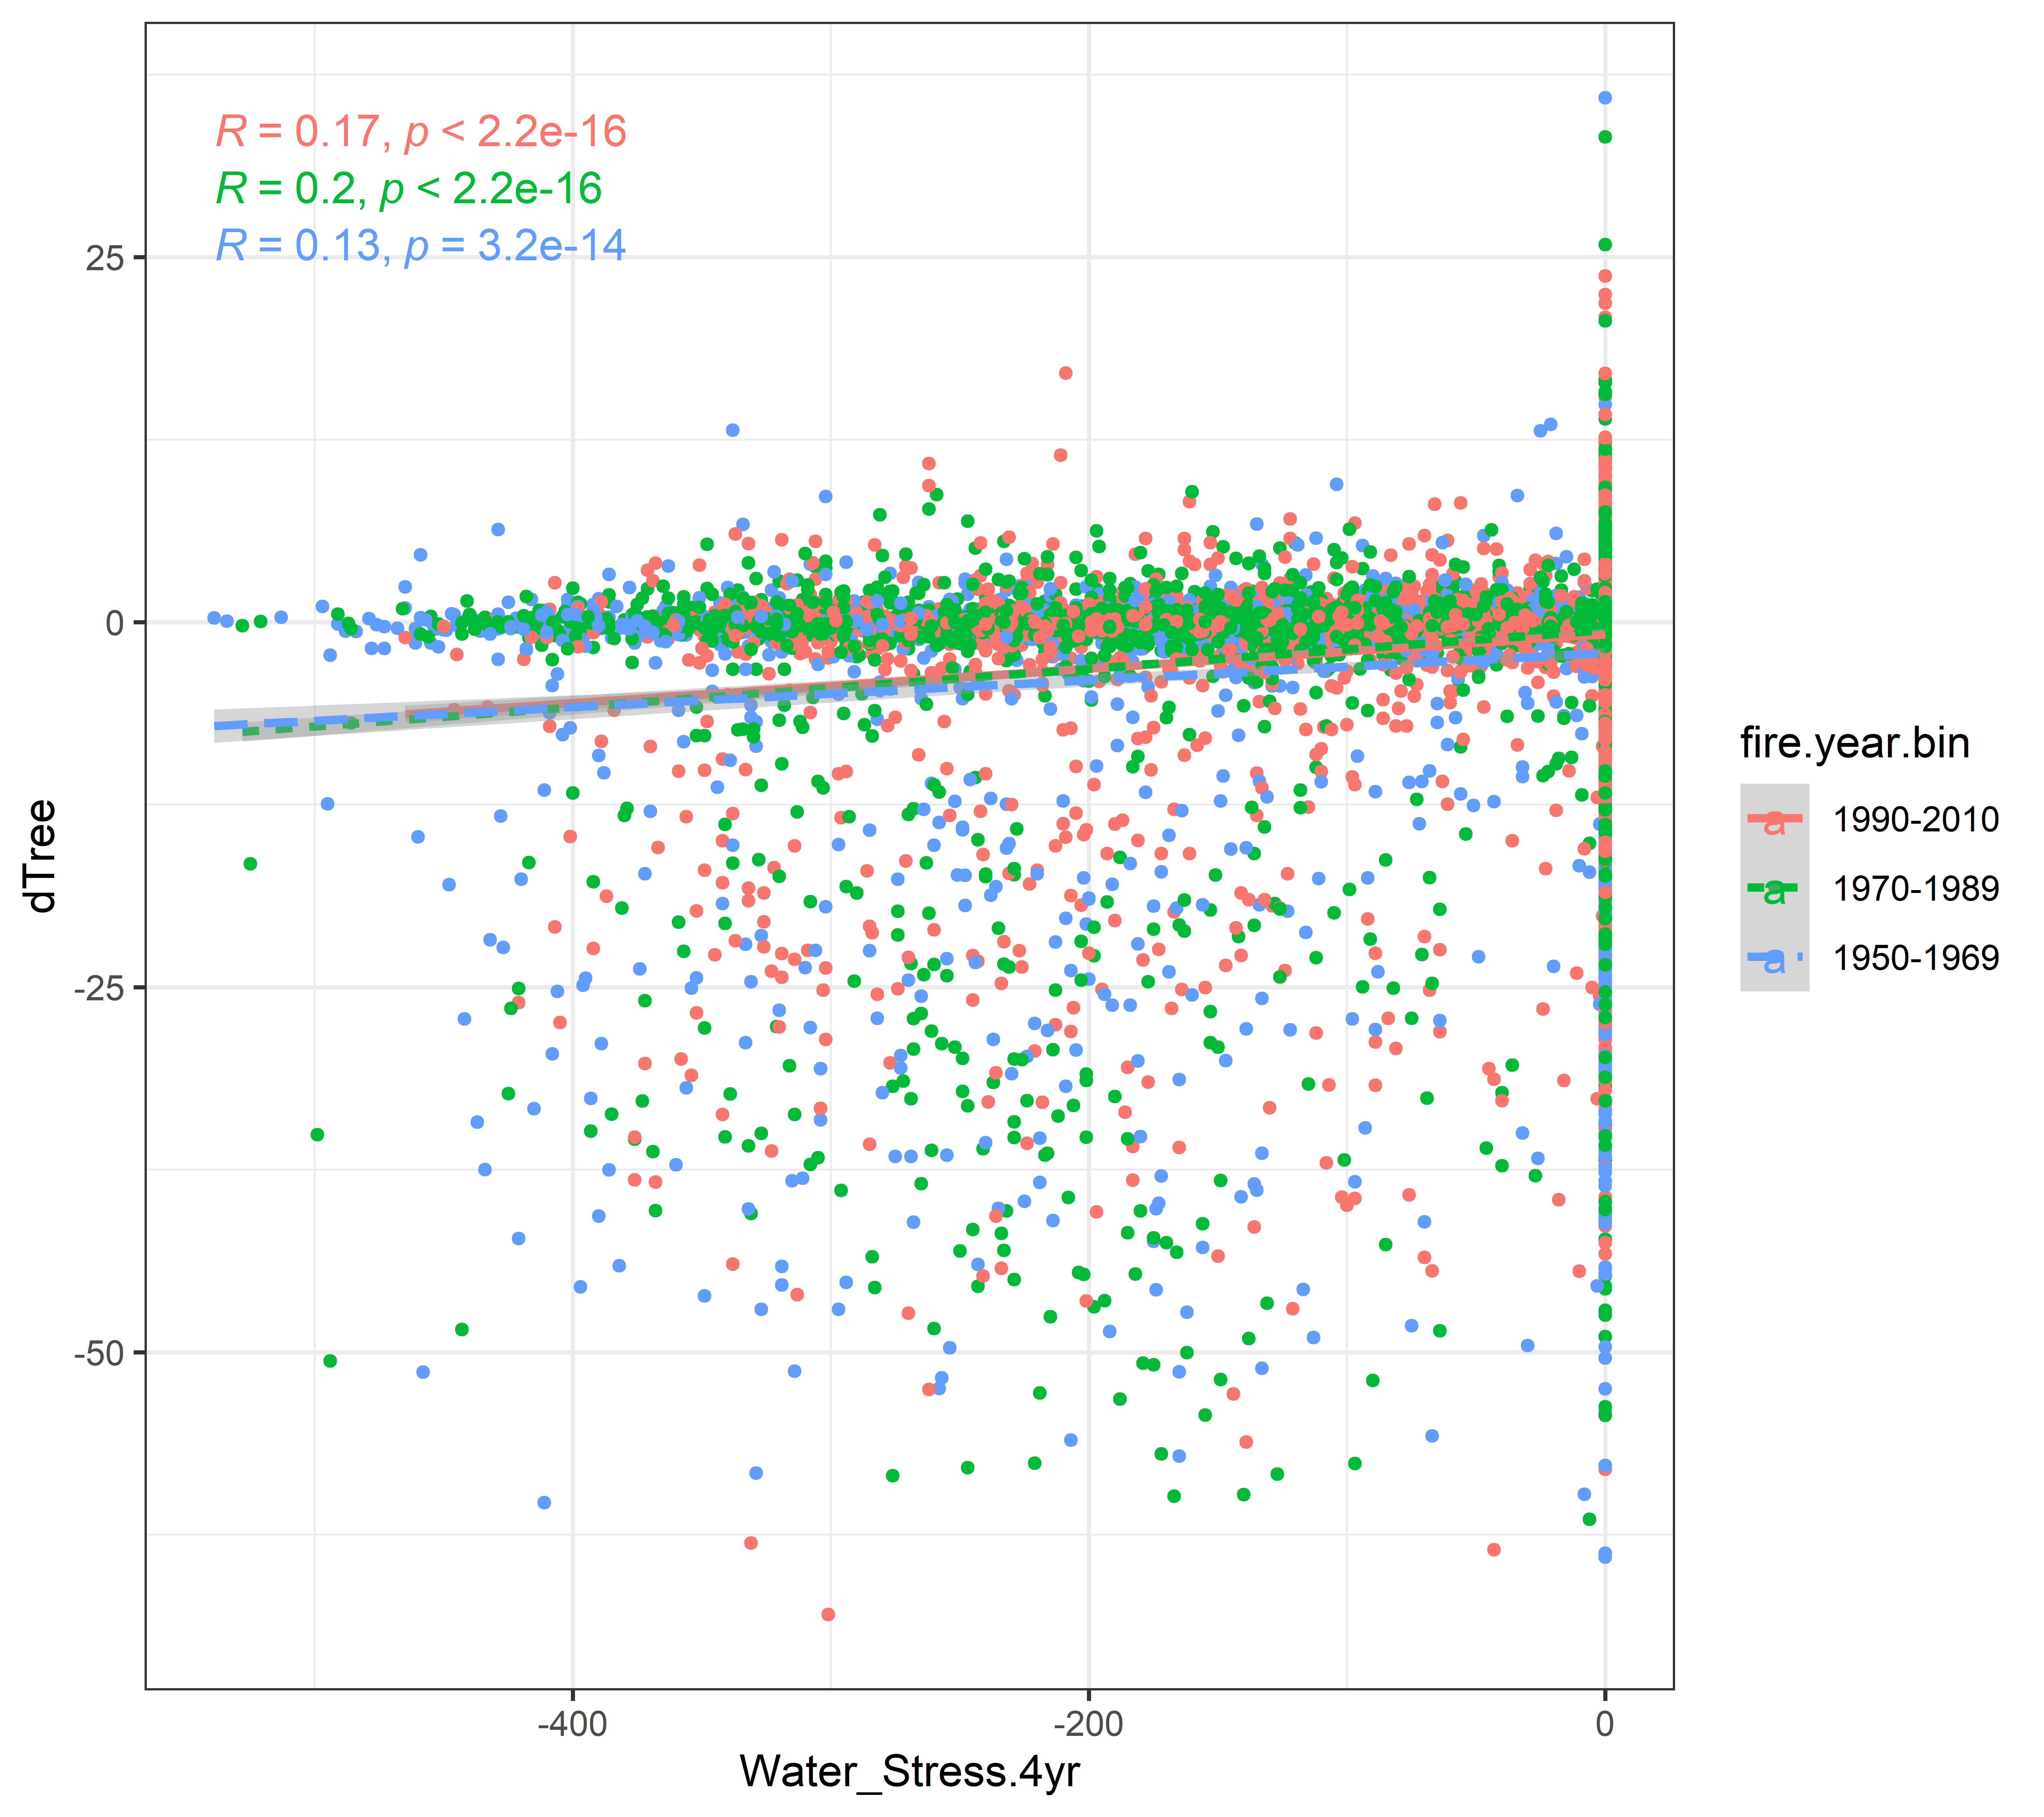 R = 0.17, p < 2.2e-16
R = 0.2, p < 2.2e-16
R = 0.13, p = 3.2e-14
25
0
-25
-50
dTree
-400
-200
0
Water_Stress.4yr
fire.year.bin
a 1990-2010
a 1970-1989
a 1950-1969